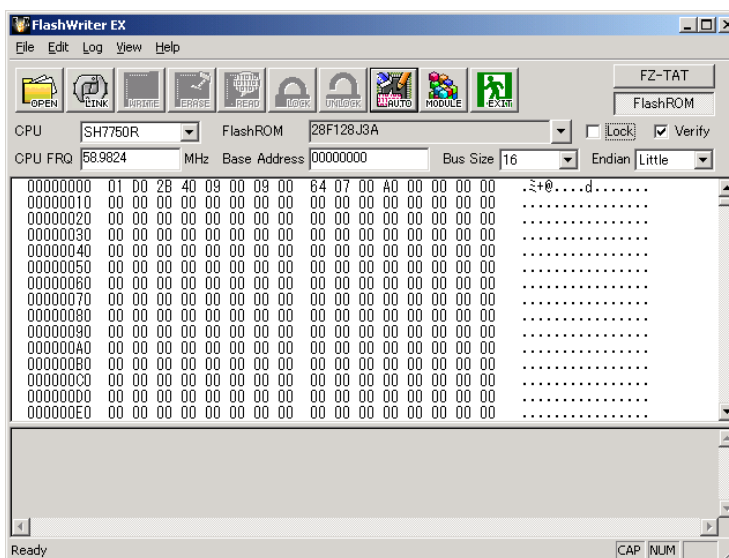 FlashWriter EX
File Edit Log View Help
OPEN LINK WRITE ERASE READ LOCK UNLOCK AUTO MODULE EXIT
FZ-TAT
FlashROM
CPU SH7750R FlashROM 28F128J3A Lock Verify
CPU FRQ 58.9824 MHz Base Address 00000000 Bus Size 16 Endian Little
00000000 01 D0 2B 40 09 00 09 00 64 07 00 A0 00 00 00 00 .ミ+@....d.......
00000010 00 00 00 00 00 00 00 00 00 00 00 00 00 00 00 00 ................
00000020 00 00 00 00 00 00 00 00 00 00 00 00 00 00 00 00 ................
00000030 00 00 00 00 00 00 00 00 00 00 00 00 00 00 00 00 ................
00000040 00 00 00 00 00 00 00 00 00 00 00 00 00 00 00 00 ................
00000050 00 00 00 00 00 00 00 00 00 00 00 00 00 00 00 00 ................
00000060 00 00 00 00 00 00 00 00 00 00 00 00 00 00 00 00 ................
00000070 00 00 00 00 00 00 00 00 00 00 00 00 00 00 00 00 ................
00000080 00 00 00 00 00 00 00 00 00 00 00 00 00 00 00 00 ................
00000090 00 00 00 00 00 00 00 00 00 00 00 00 00 00 00 00 ................
000000A0 00 00 00 00 00 00 00 00 00 00 00 00 00 00 00 00 ................
000000B0 00 00 00 00 00 00 00 00 00 00 00 00 00 00 00 00 ................
000000C0 00 00 00 00 00 00 00 00 00 00 00 00 00 00 00 00 ................
000000D0 00 00 00 00 00 00 00 00 00 00 00 00 00 00 00 00 ................
000000E0 00 00 00 00 00 00 00 00 00 00 00 00 00 00 00 00 ................
Ready CAP NUM